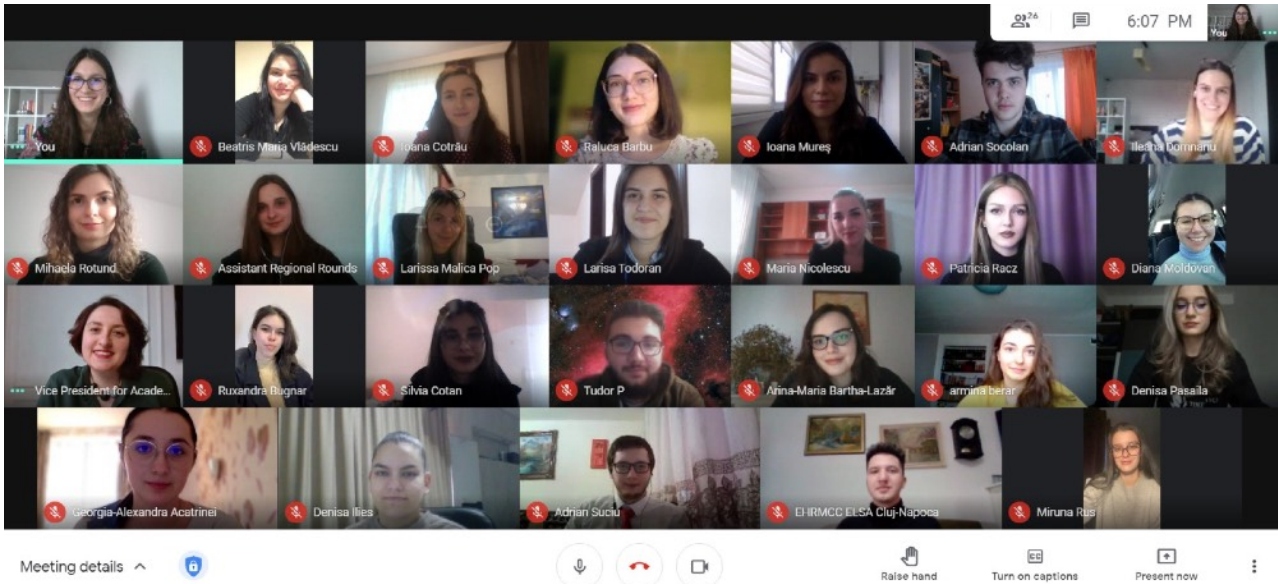 26
6:07 PM
You
You
Beatris Maria Vlădescu
Ioana Cotrău
Raluca Barbu
Ioana Mureș
Adrian Socolan
Ileana Domnariu
Mihaela Rotund
Assistant Regional Rounds
Larissa Malica Pop
Larisa Todoran
Maria Nicolescu
Patricia Racz
Diana Moldovan
Vice President for Acade...
Ruxandra Bugnar
Silvia Cotan
Tudor P
Anna-Maria Bartha-Lazăr
armina berar
Denisa Pasaila
Georgia-Alexandra Acatrinei
Denisa Ilies
Adrian Suciu
EHRMCC ELSA Cluj-Napoca
Miruna Rus
Meeting details
Raise hand
CC
Turn on captions
Present now